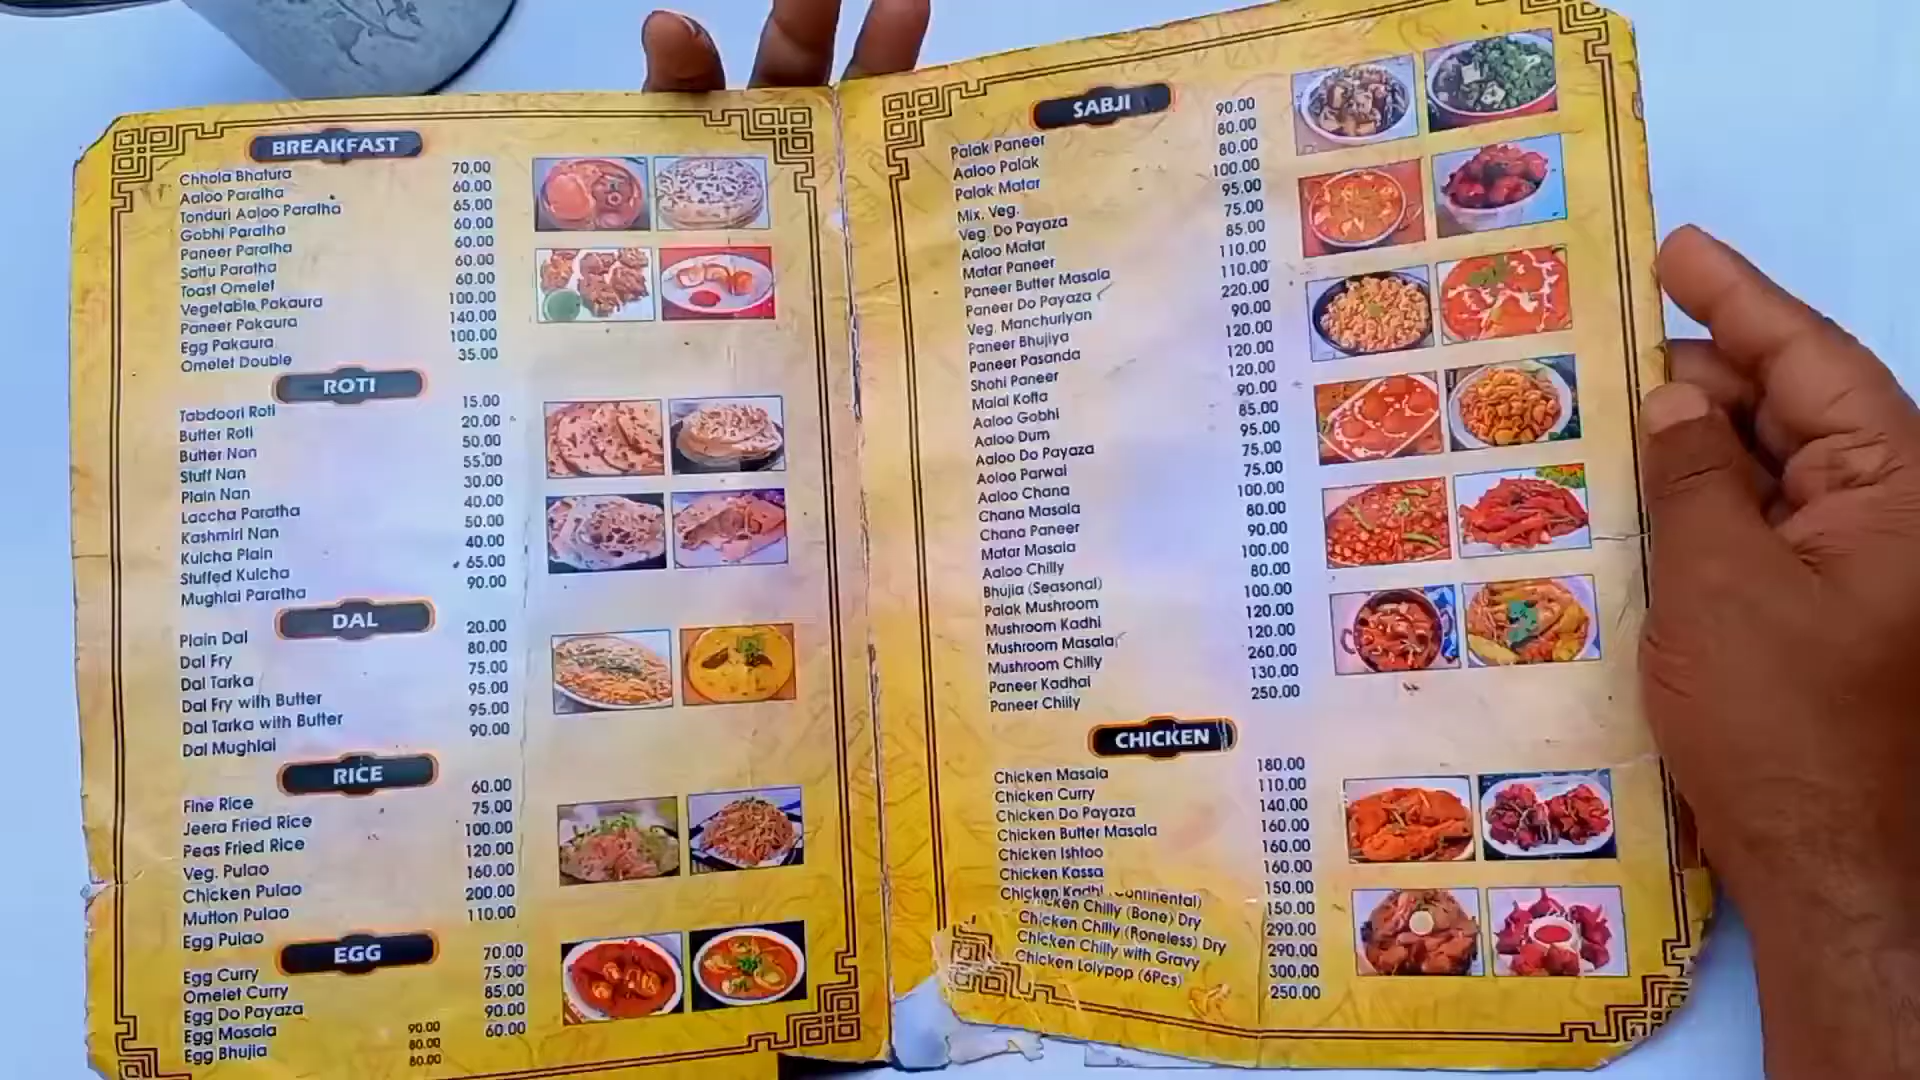 BREAKFAST
Chhola Bhatura 70.00
Aaloo Paratha 60.00
Tonduri Aaloo Paratha 65.00
Gobhi Paratha 60.00
Paneer Paratha 60.00
Sattu Paratha 60.00
Toast Omelet 60.00
Vegetable Pakaura 100.00
Paneer Pakaura 140.00
Egg Pakaura 100.00
Omelet Double 35.00
ROTI
Tabdoori Roti 15.00
Butter Roti 20.00
Butter Nan 50.00
Stuff Nan 55.00
Plain Nan 30.00
Laccha Paratha 40.00
Kashmiri Nan 50.00
Kulcha Plain 40.00
Stuffed Kulcha 65.00
Mughlai Paratha 90.00
DAL
Plain Dal 20.00
Dal Fry 80.00
Dal Tarka 75.00
Dal Fry with Butter 95.00
Dal Tarka with Butter 95.00
Dal Mughlai 90.00
RICE
Fine Rice 60.00
Jeera Fried Rice 75.00
Peas Fried Rice 100.00
Veg. Pulao 120.00
Chicken Pulao 160.00
Mutton Pulao 200.00
Egg Pulao 110.00
EGG
Egg Curry 70.00
Omelet Curry 75.00
Egg Do Payaza 85.00
Egg Masala 90.00
Egg Bhujia 60.00
90.00
80.00
80.00
SABJI
Palak Paneer 90.00
Aaloo Palak 80.00
Palak Matar 80.00
Mix. Veg. 100.00
Veg. Do Payaza 95.00
Aaloo Matar 75.00
Matar Paneer 85.00
Paneer Butter Masala 110.00
Paneer Do Payaza 110.00
Veg. Manchuriyan 220.00
Paneer Bhujiya 90.00
Paneer Pasanda 120.00
Shohi Paneer 120.00
Malai Kofta 120.00
Aaloo Gobhi 90.00
Aaloo Dum 85.00
Aaloo Do Payaza 95.00
Aoloo Parwal 75.00
Aaloo Chana 75.00
Chana Masala 100.00
Chana Paneer 80.00
Matar Masala 90.00
Aaloo Chilly 100.00
Bhujia (Seasonal) 80.00
Palak Mushroom 100.00
Mushroom Kadhi 120.00
Mushroom Masala 120.00
Mushroom Chilly 260.00
Paneer Kadhai 130.00
Paneer Chilly 250.00
CHICKEN
Chicken Masala 180.00
Chicken Curry 110.00
Chicken Do Payaza 140.00
Chicken Butter Masala 160.00
Chicken Ishtoo 160.00
Chicken Kassa 160.00
Chicken Kadhi 150.00
150.00
Chicken Chilly (Bone) Dry 290.00
Chicken Chilly (Roneless) Dry 290.00
Chicken Chilly with Gravy 300.00
Chicken Lolypop (6Pcs) 250.00